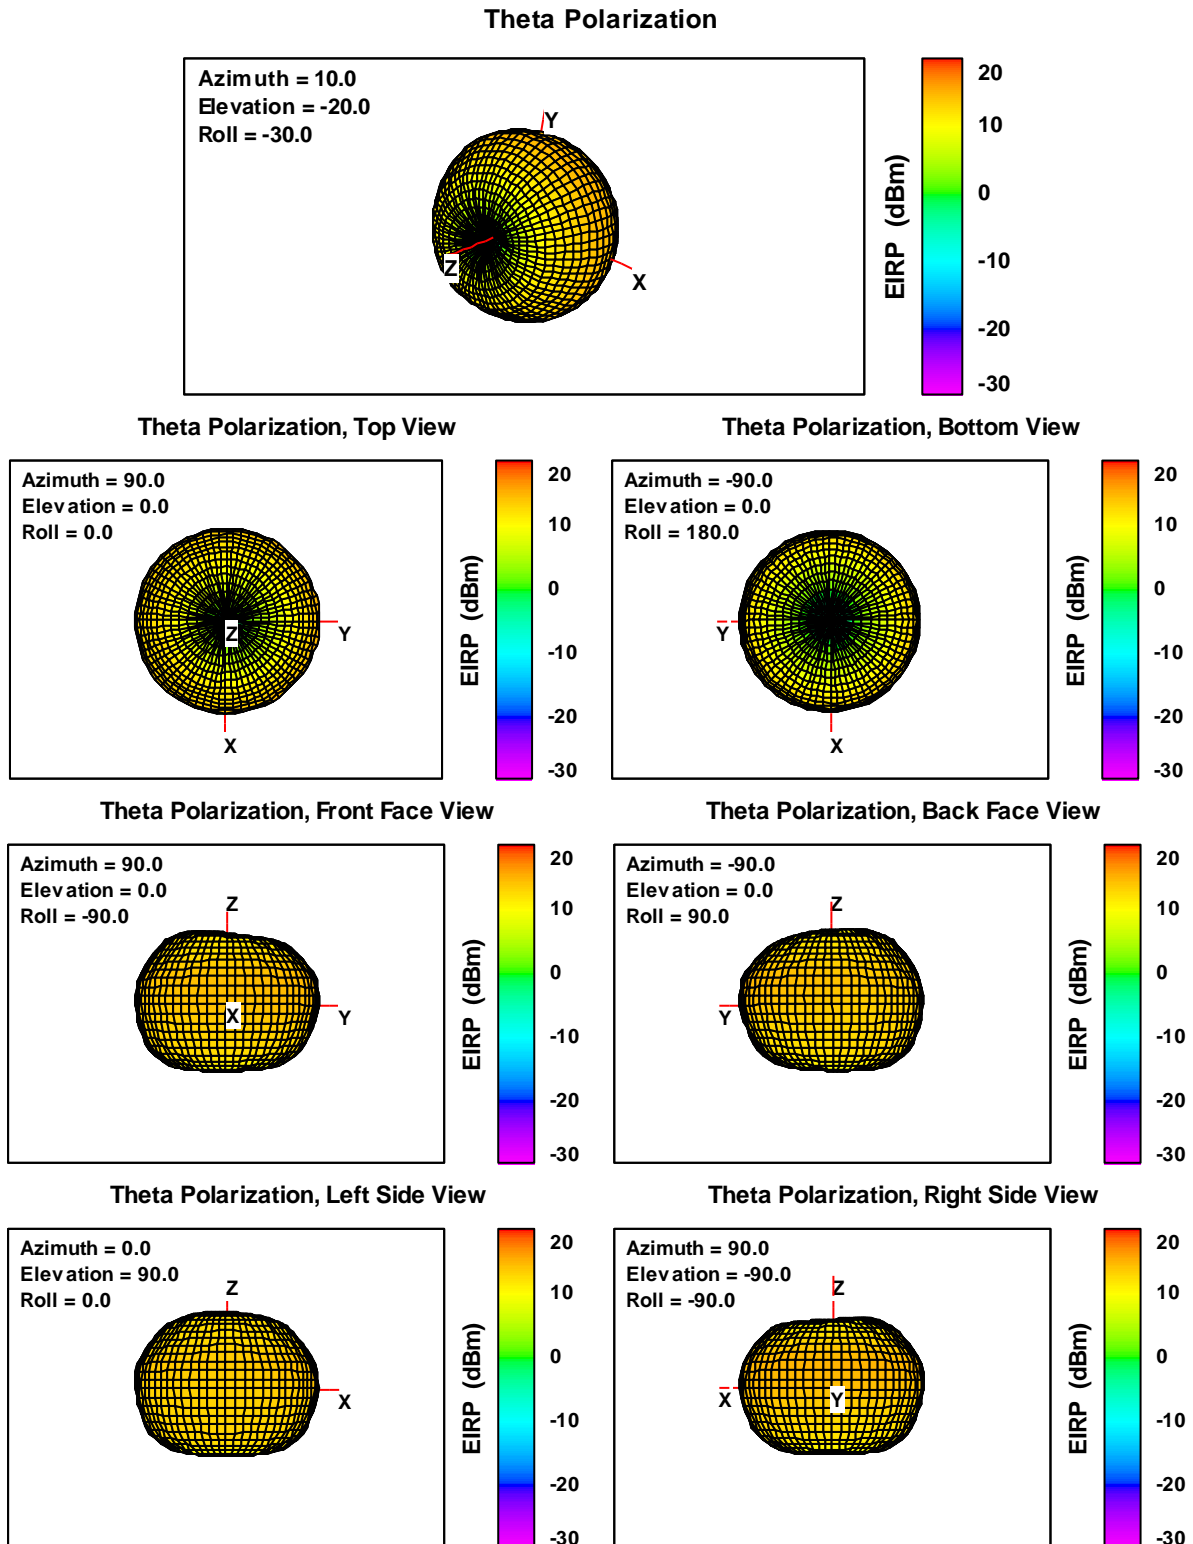 Theta Polarization
Azimuth = 10.0
Elevation = -20.0
Roll = -30.0
Y
Z
X
EIRP (dBm)
20
10
0
-10
-20
-30
Theta Polarization, Top View
Azimuth = 90.0
Elevation = 0.0
Roll = 0.0
Z
Y
X
EIRP (dBm)
20
10
0
-10
-20
-30
Theta Polarization, Bottom View
Azimuth = -90.0
Elevation = 0.0
Roll = 180.0
Y
X
EIRP (dBm)
20
10
0
-10
-20
-30
Theta Polarization, Front Face View
Azimuth = 90.0
Elevation = 0.0
Roll = -90.0
Z
X
Y
EIRP (dBm)
20
10
0
-10
-20
-30
Theta Polarization, Back Face View
Azimuth = -90.0
Elevation = 0.0
Roll = 90.0
Z
Y
EIRP (dBm)
20
10
0
-10
-20
-30
Theta Polarization, Left Side View
Azimuth = 0.0
Elevation = 90.0
Roll = 0.0
Z
X
EIRP (dBm)
20
10
0
-10
-20
-30
Theta Polarization, Right Side View
Azimuth = 90.0
Elevation = -90.0
Roll = -90.0
Z
X
Y
EIRP (dBm)
20
10
0
-10
-20
-30